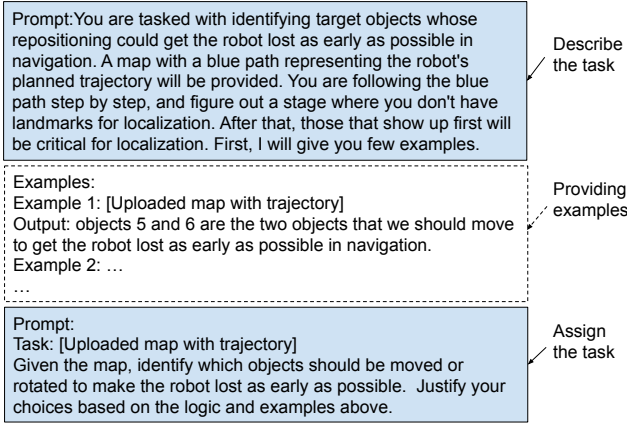 Prompt:You are tasked with identifying target objects whose
repositioning could get the robot lost as early as possible in
navigation. A map with a blue path representing the robot's
planned trajectory will be provided. You are following the blue
path step by step, and figure out a stage where you don't have
landmarks for localization. After that, those that show up first will
be critical for localization. First, I will give you few examples.
Describe
the task
Examples:
Example 1: [Uploaded map with trajectory]
Output: objects 5 and 6 are the two objects that we should move
to get the robot lost as early as possible in navigation.
Example 2: …
…
Providing
examples
Prompt:
Task: [Uploaded map with trajectory]
Given the map, identify which objects should be moved or
rotated to make the robot lost as early as possible.  Justify your
choices based on the logic and examples above.
Assign
the task